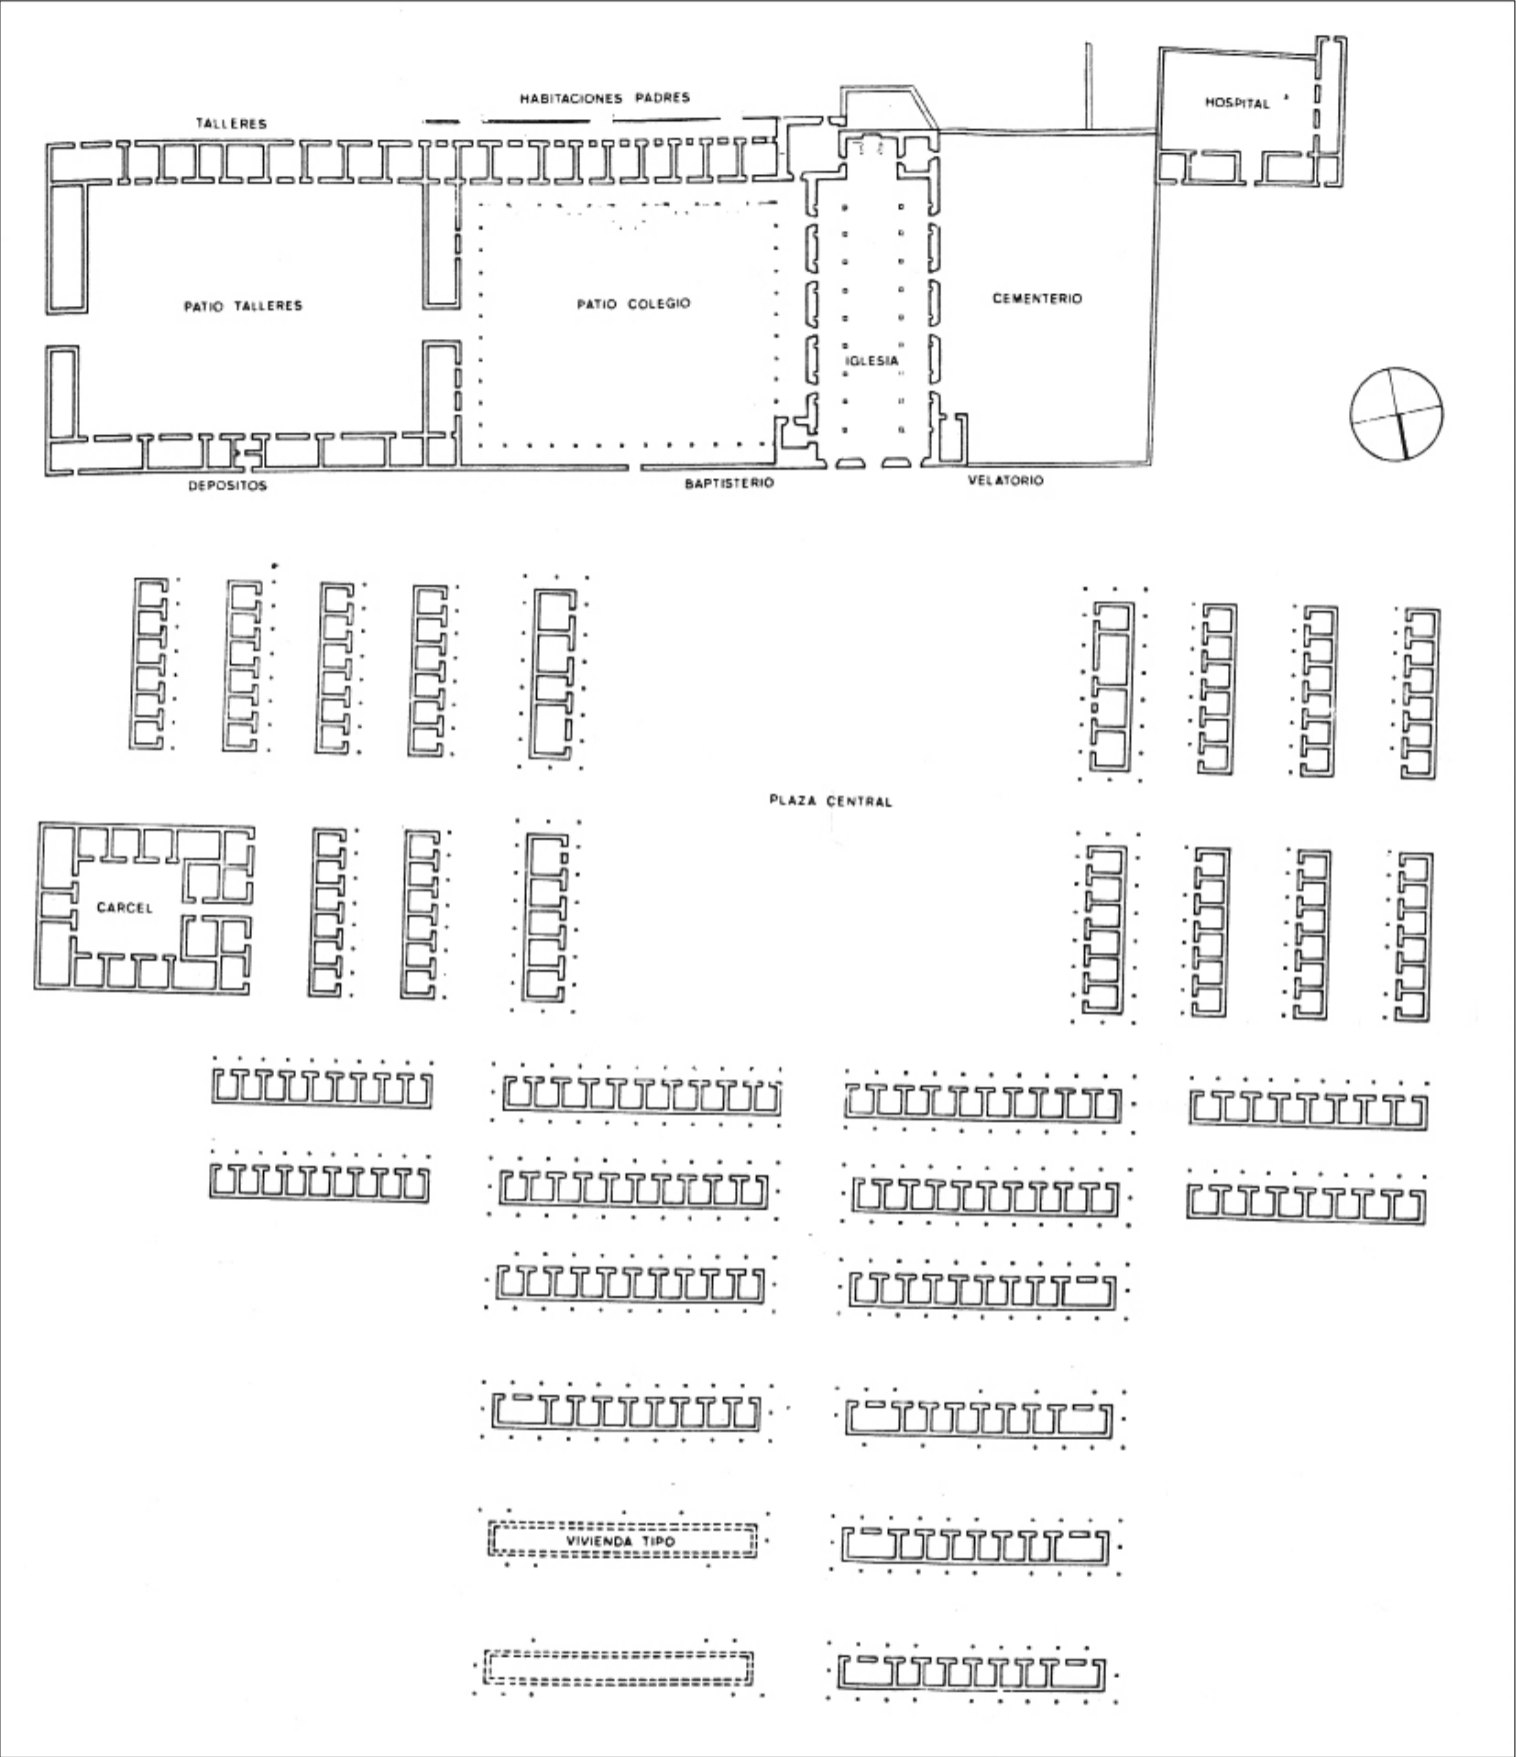 HABITACIONES PADRES
TALLERES
HOSPITAL
PATIO TALLERES
PATIO COLEGIO
CEMENTERIO
IGLESIA
DEPOSITOS
BAPTISTERIO
VELATORIO
PLAZA CENTRAL
CARCEL
VIVIENDA TIPO